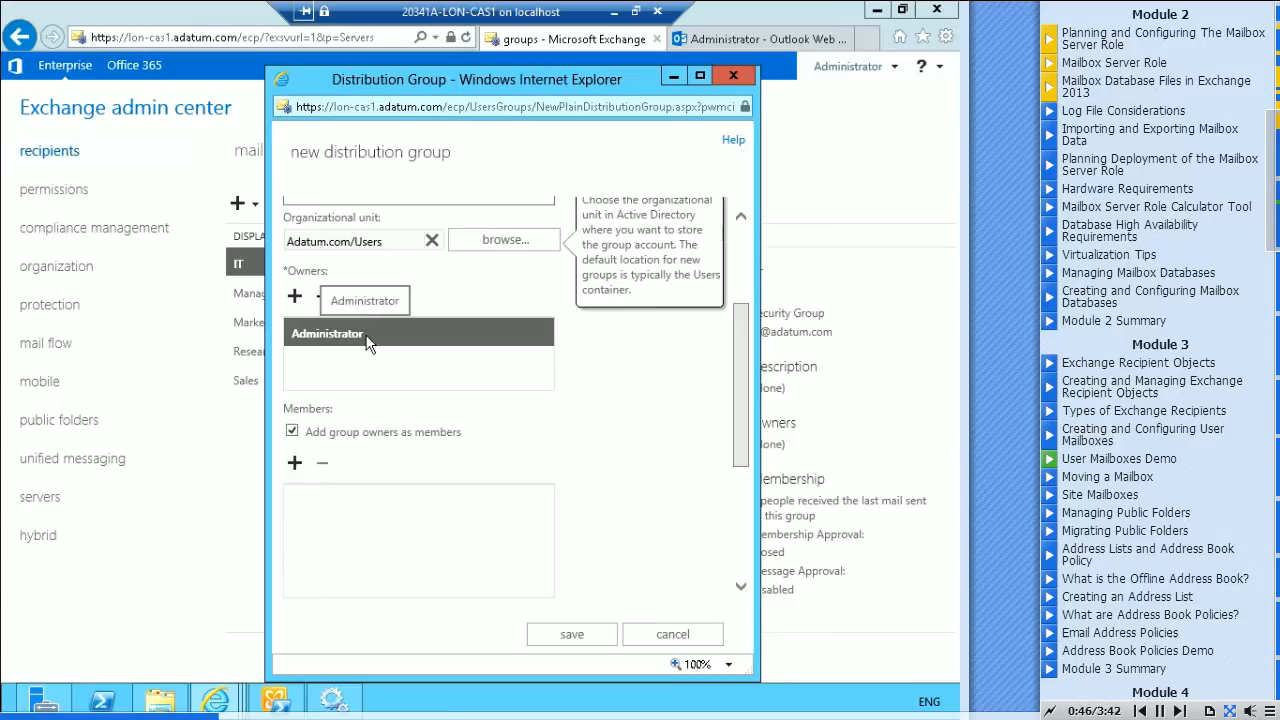 20341A-LON-CAS1 on localhost
https://lon-cas1.adatum.com/ecp/?exsvurl=1&p=Servers
groups - Microsoft Exchange
Administrator - Outlook Web ...
Enterprise
Office 365
Administrator
?
Exchange admin center
recipients
permissions
compliance management
organization
protection
mail flow
mobile
public folders
unified messaging
servers
hybrid
mail
DISPLA
IT
Manag
Marke
Resea
Sales
Distribution Group - Windows Internet Explorer
https://lon-cas1.adatum.com/ecp/UsersGroups/NewPlainDistributionGroup.aspx?pwmci
Help
new distribution group
Organizational unit:
Adatum.com/Users
browse...
Choose the organizational
unit in Active Directory
where you want to store
the group account. The
default location for new
groups is typically the Users
container.
*Owners:
Administrator
Administrator
Members:
Add group owners as members
save
cancel
100%
ecurity Group
@adatum.com
escription
one)
wners
one)
embership
people received the last mail sent
this group
embership Approval:
osed
essage Approval:
sabled
ENG
Module 2
Planning and Configuring The Mailbox
Server Role
Mailbox Server Role
Mailbox Database Files in Exchange
2013
Log File Considerations
Importing and Exporting Mailbox
Data
Planning Deployment of the Mailbox
Server Role
Hardware Requirements
Mailbox Server Role Calculator Tool
Database High Availability
Requirements
Virtualization Tips
Managing Mailbox Databases
Creating and Configuring Mailbox
Databases
Module 2 Summary
Module 3
Exchange Recipient Objects
Creating and Managing Exchange
Recipient Objects
Types of Exchange Recipients
Creating and Configuring User
Mailboxes
User Mailboxes Demo
Moving a Mailbox
Site Mailboxes
Managing Public Folders
Migrating Public Folders
Address Lists and Address Book
Policy
What is the Offline Address Book?
Creating an Address List
What are Address Book Policies?
Email Address Policies
Address Book Policies Demo
Module 3 Summary
Module 4
0:46/3:42